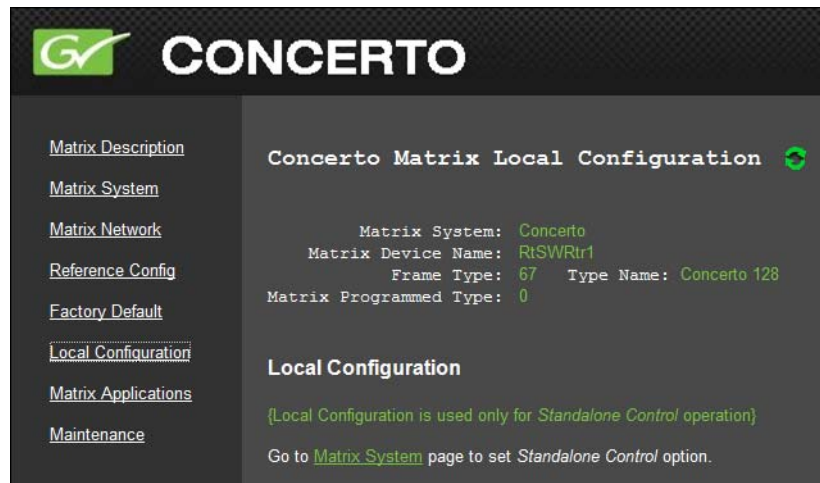 GV CONCERTO
Matrix Description
Matrix System
Matrix Network
Reference Config
Factory Default
Local Configuration
Matrix Applications
Maintenance
Concerto Matrix Local Configuration
Matrix System: Concerto
Matrix Device Name: RtSWRtr1
Frame Type: 67 Type Name: Concerto 128
Matrix Programmed Type: 0
Local Configuration
{Local Configuration is used only for Standalone Control operation}
Go to Matrix System page to set Standalone Control option.